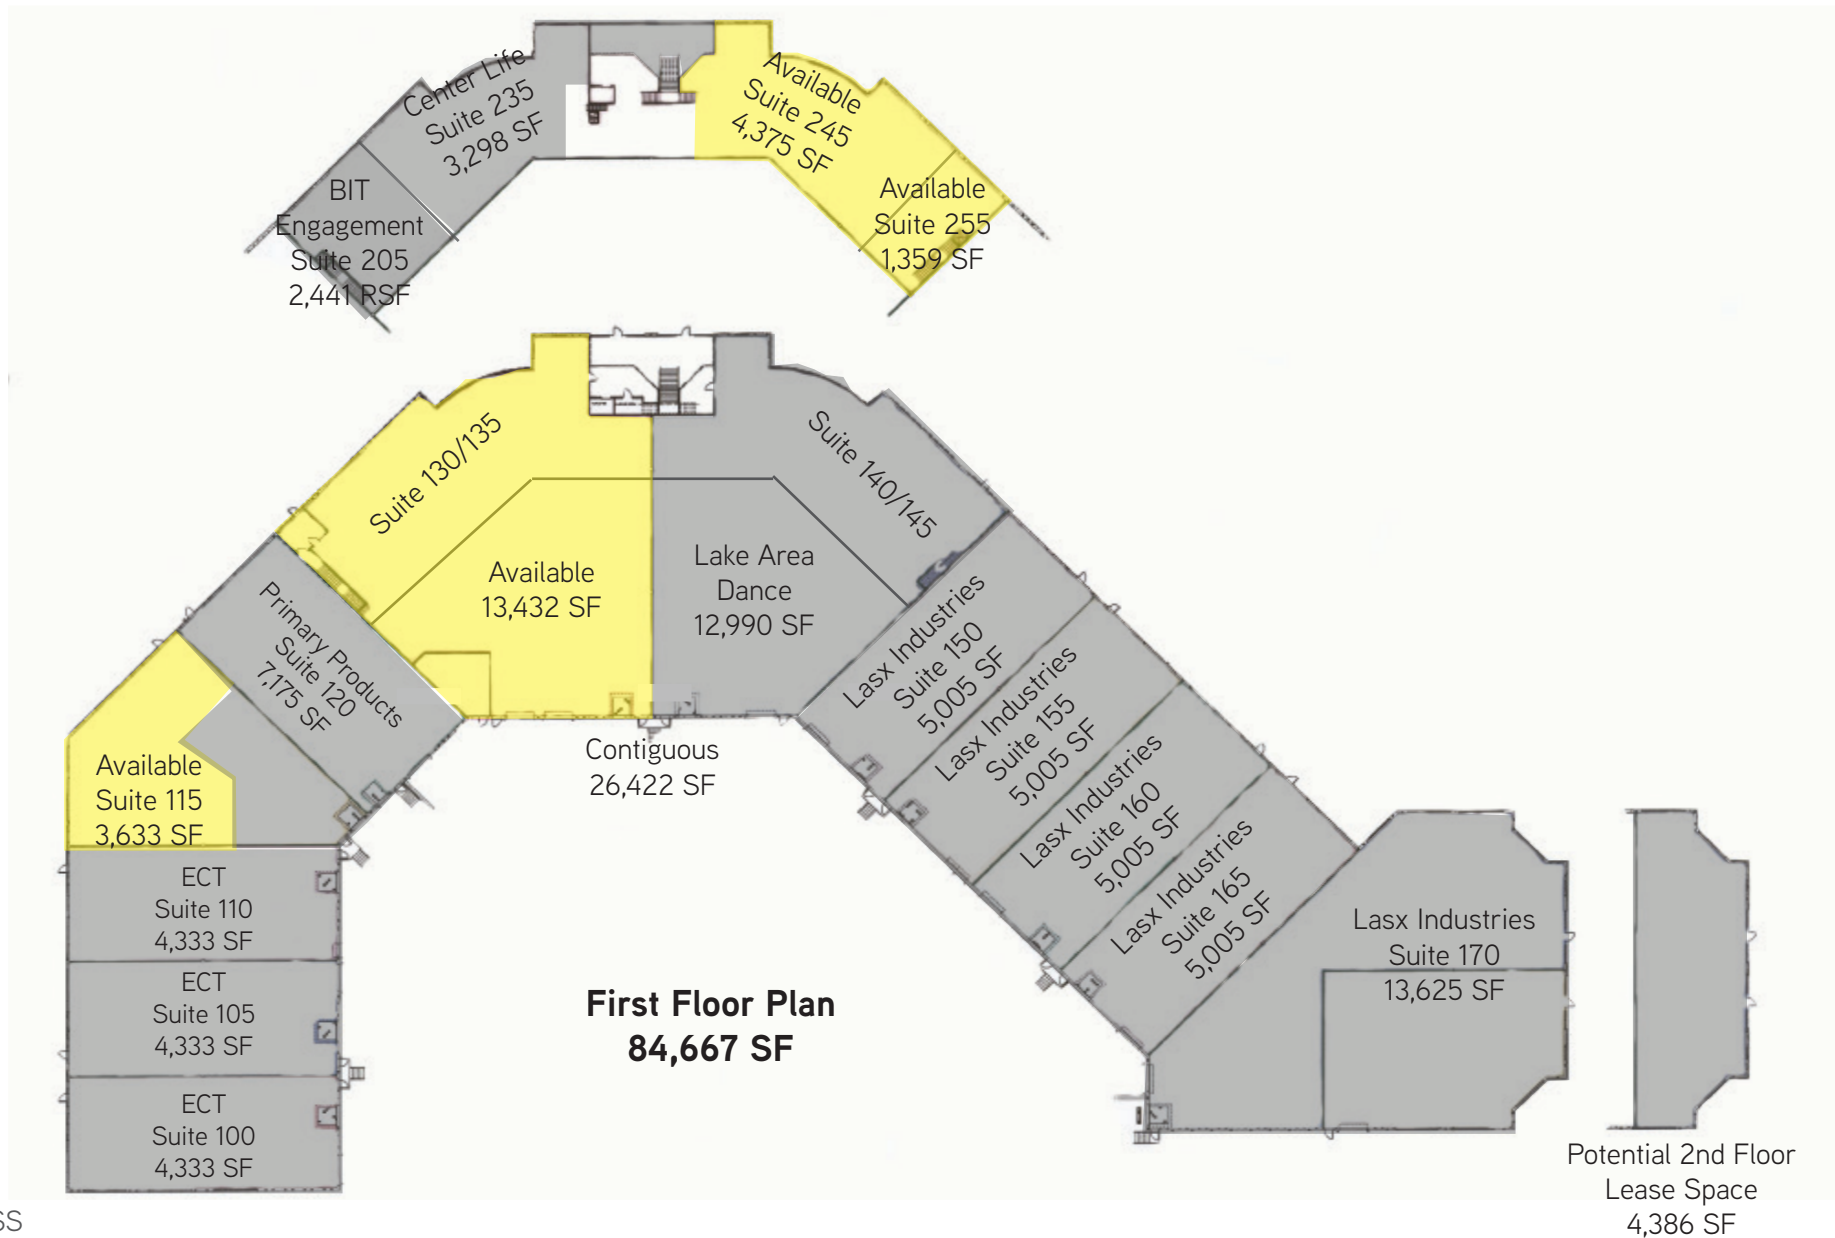 Center Life
Suite 235
3,298 SF
BIT
Engagement
Suite 205
2,441 RSF
Available
Suite 245
4,375 SF
Available
Suite 255
1,359 SF
Suite 130/135
Available
13,432 SF
Suite 140/145
Lake Area
Dance
12,990 SF
Contiguous
26,422 SF
Primary Products
Suite 120
7,175 SF
Available
Suite 115
3,633 SF
ECT
Suite 110
4,333 SF
ECT
Suite 105
4,333 SF
ECT
Suite 100
4,333 SF
Lasx Industries
Suite 150
5,005 SF
Lasx Industries
Suite 155
5,005 SF
Lasx Industries
Suite 160
5,005 SF
Lasx Industries
Suite 165
5,005 SF
Lasx Industries
Suite 170
13,625 SF
First Floor Plan
84,667 SF
Potential 2nd Floor
Lease Space
4,386 SF
SS